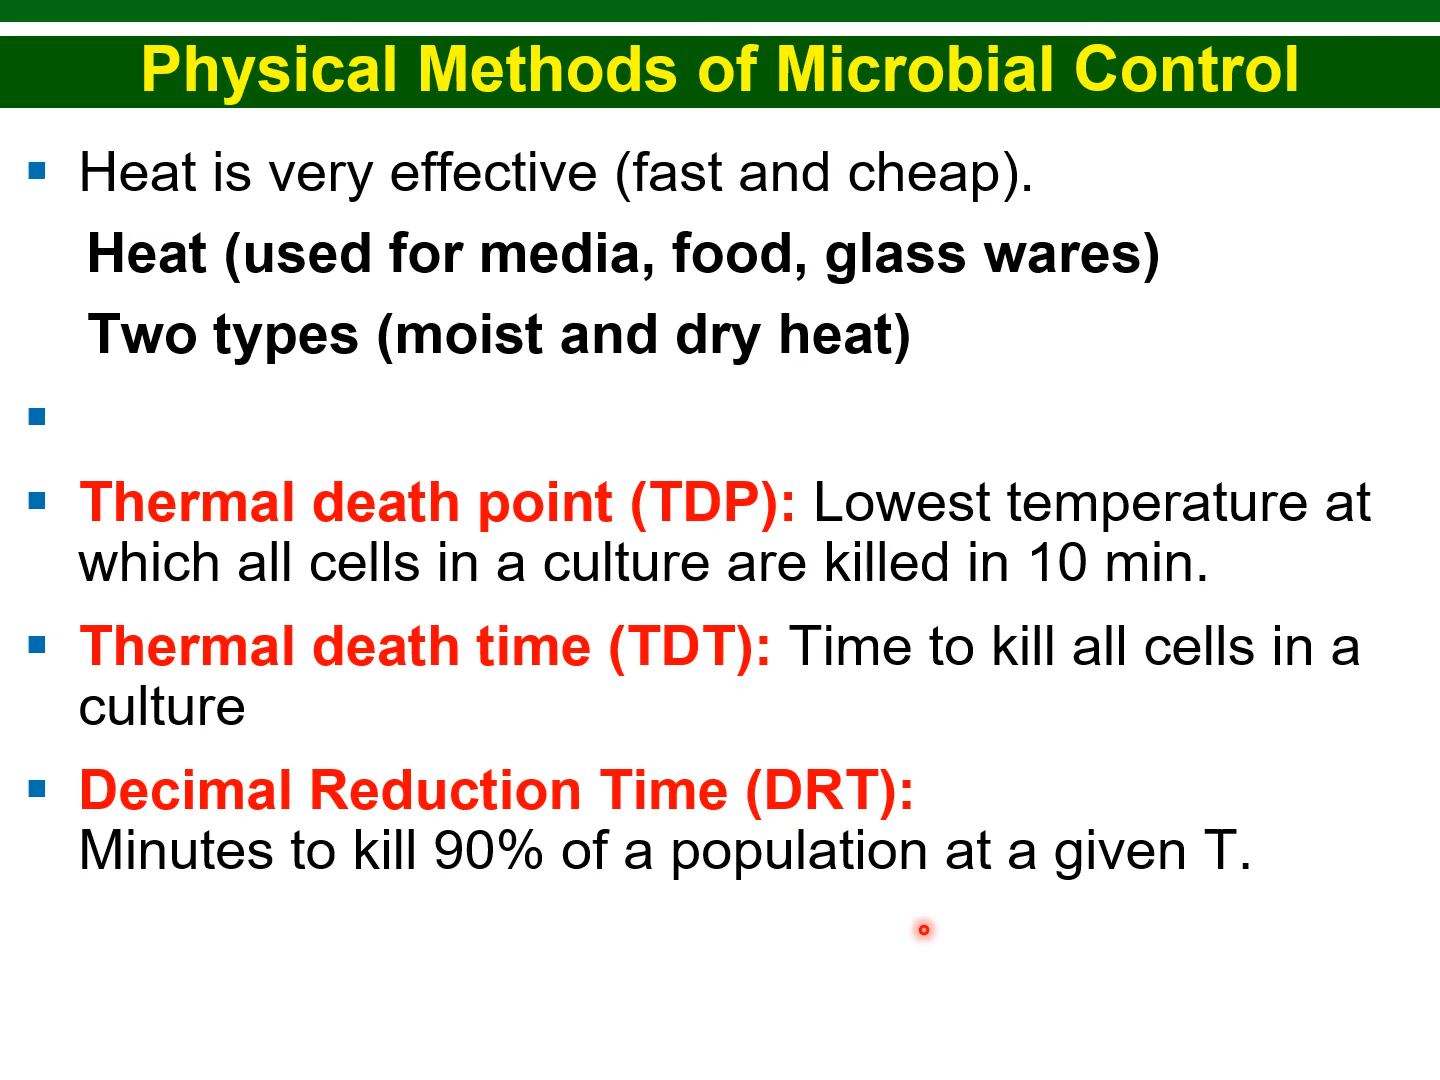 Physical Methods of Microbial Control
Heat is very effective (fast and cheap).
Heat (used for media, food, glass wares)
Two types (moist and dry heat)
Thermal death point (TDP): Lowest temperature at
which all cells in a culture are killed in 10 min.
Thermal death time (TDT): Time to kill all cells in a
culture
Decimal Reduction Time (DRT):
Minutes to kill 90% of a population at a given T.